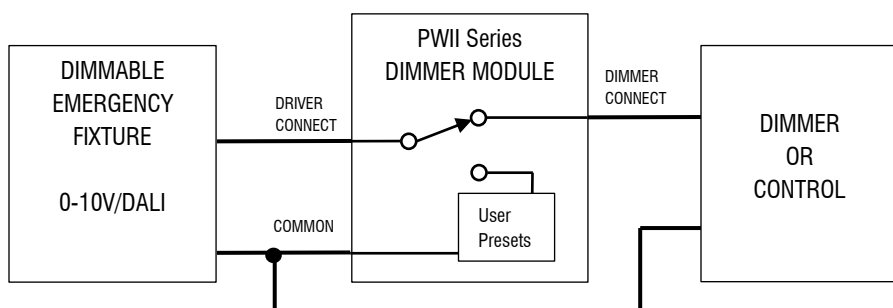 DIMMABLE
EMERGENCY
FIXTURE
0-10V/DALI
DRIVER
CONNECT
COMMON
PWII Series
DIMMER MODULE
User
Presets
DIMMER
CONNECT
DIMMER
OR
CONTROL